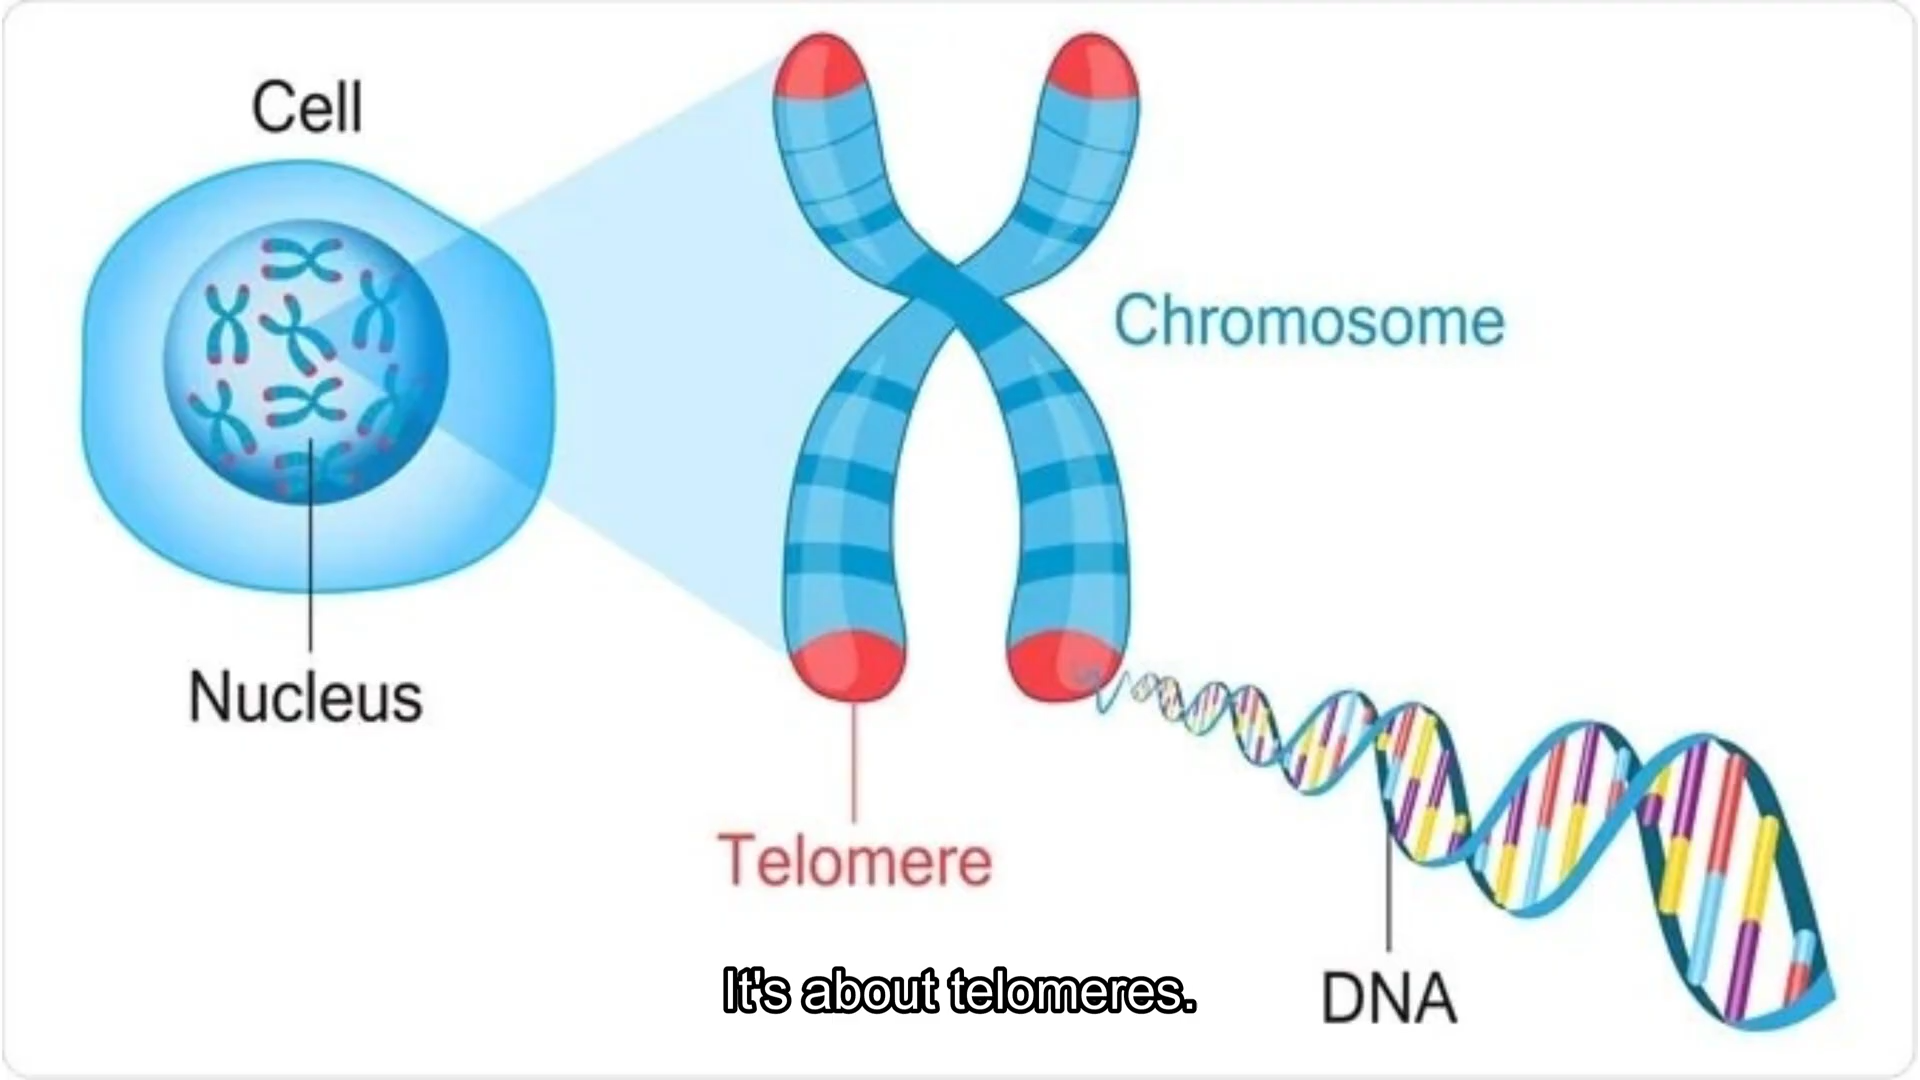 Cell
Chromosome
Nucleus
Telomere
It's about telomeres.
DNA